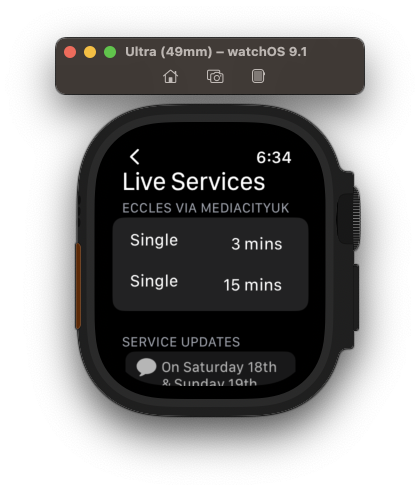 Ultra (49mm) – watchOS 9.1
6:34
Live Services
ECCLES VIA MEDIACITYUK
Single 3 mins
Single 15 mins
SERVICE UPDATES
On Saturday 18th
& Sunday 19th